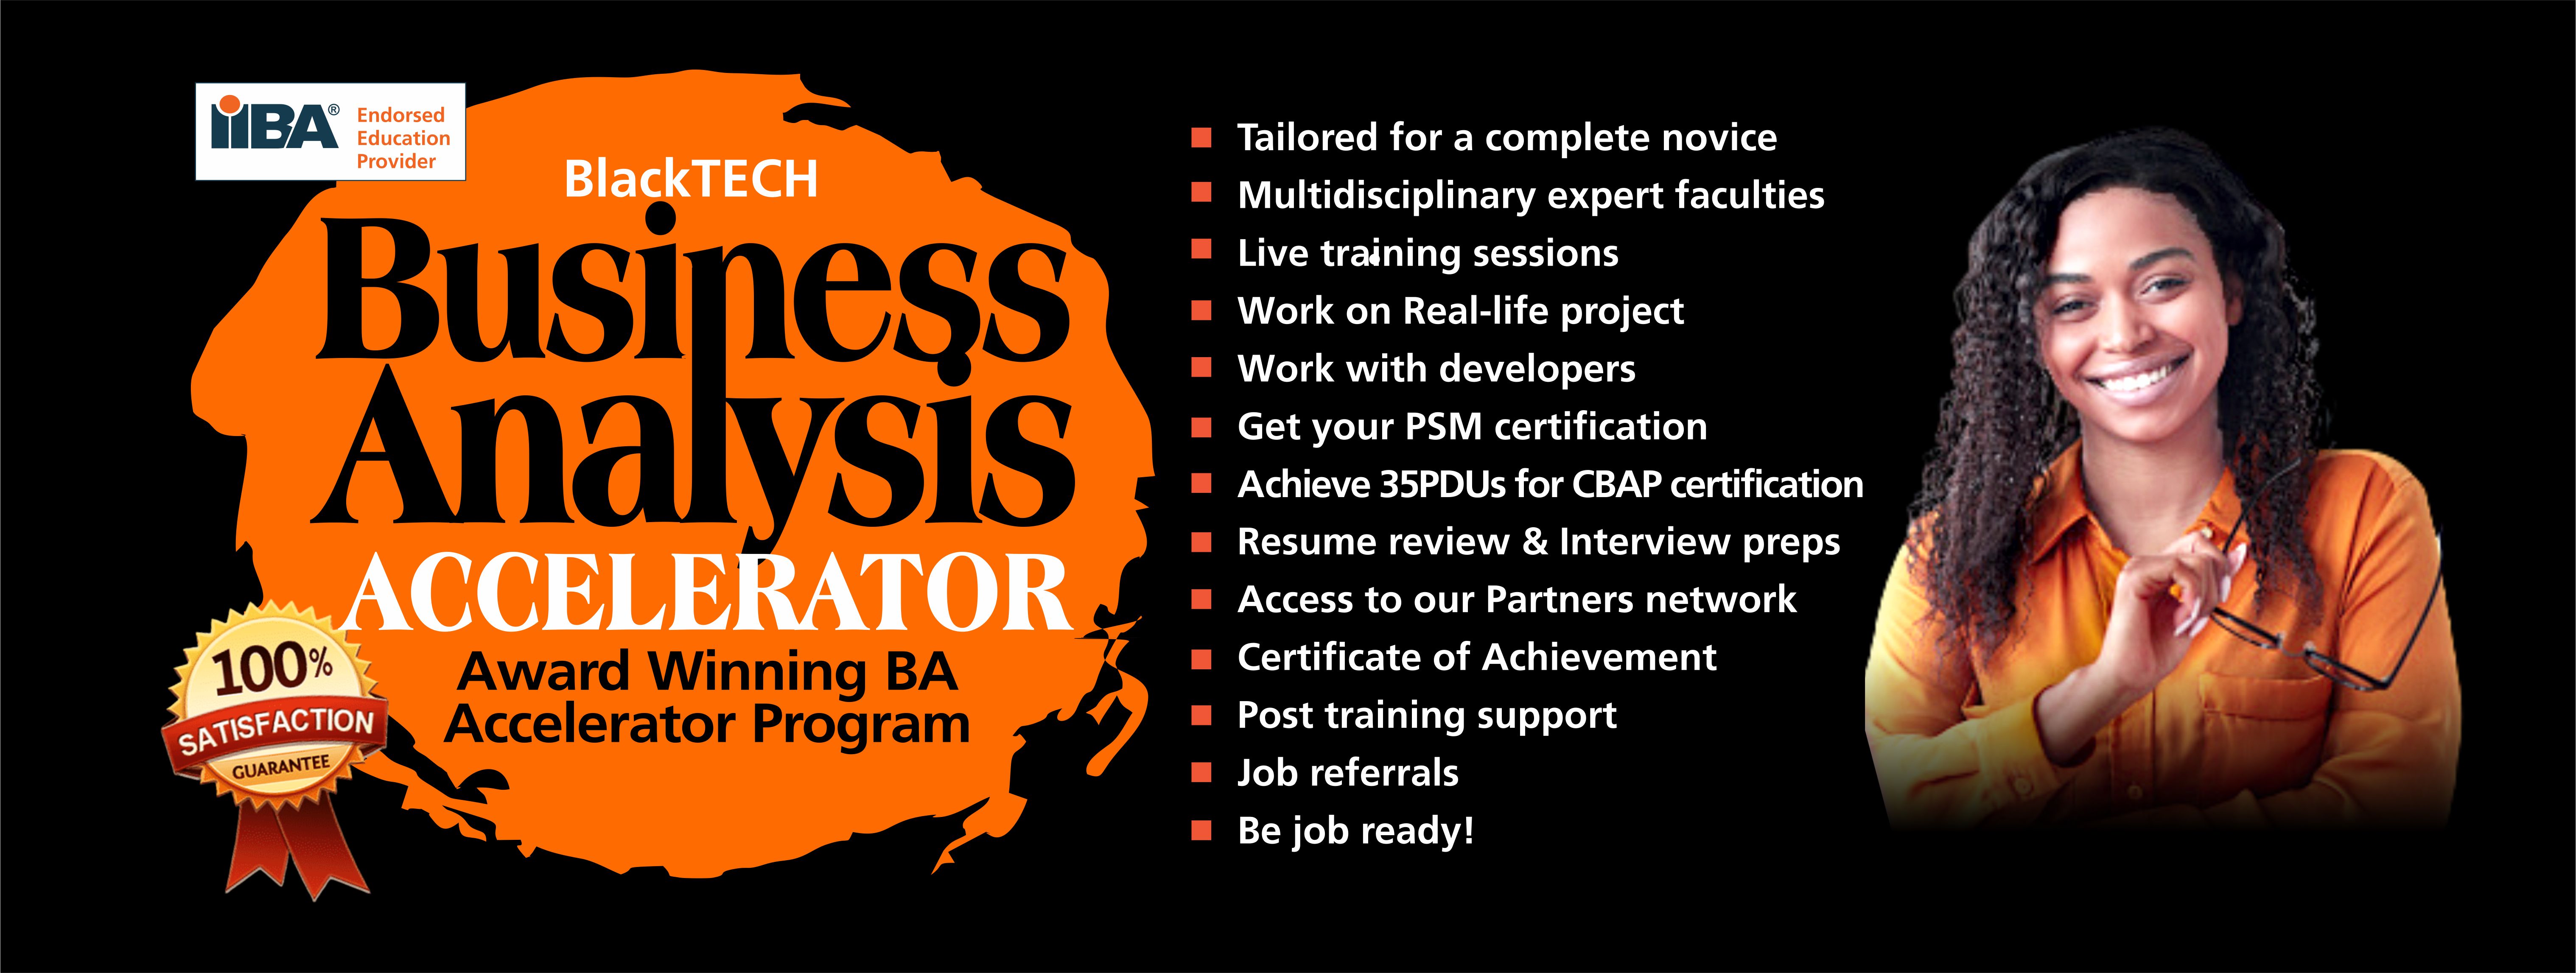 IIBA®
Endorsed
Education
Provider
BlackTECH
Business
Analysis
ACCELERATOR
Award Winning BA
Accelerator Program
100%
SATISFACTION
GUARANTEE
Tailored for a complete novice
Multidisciplinary expert faculties
Live training sessions
Work on Real-life project
Work with developers
Get your PSM certification
Achieve 35PDUs for CBAP certification
Resume review & Interview preps
Access to our Partners network
Certificate of Achievement
Post training support
Job referrals
Be job ready!